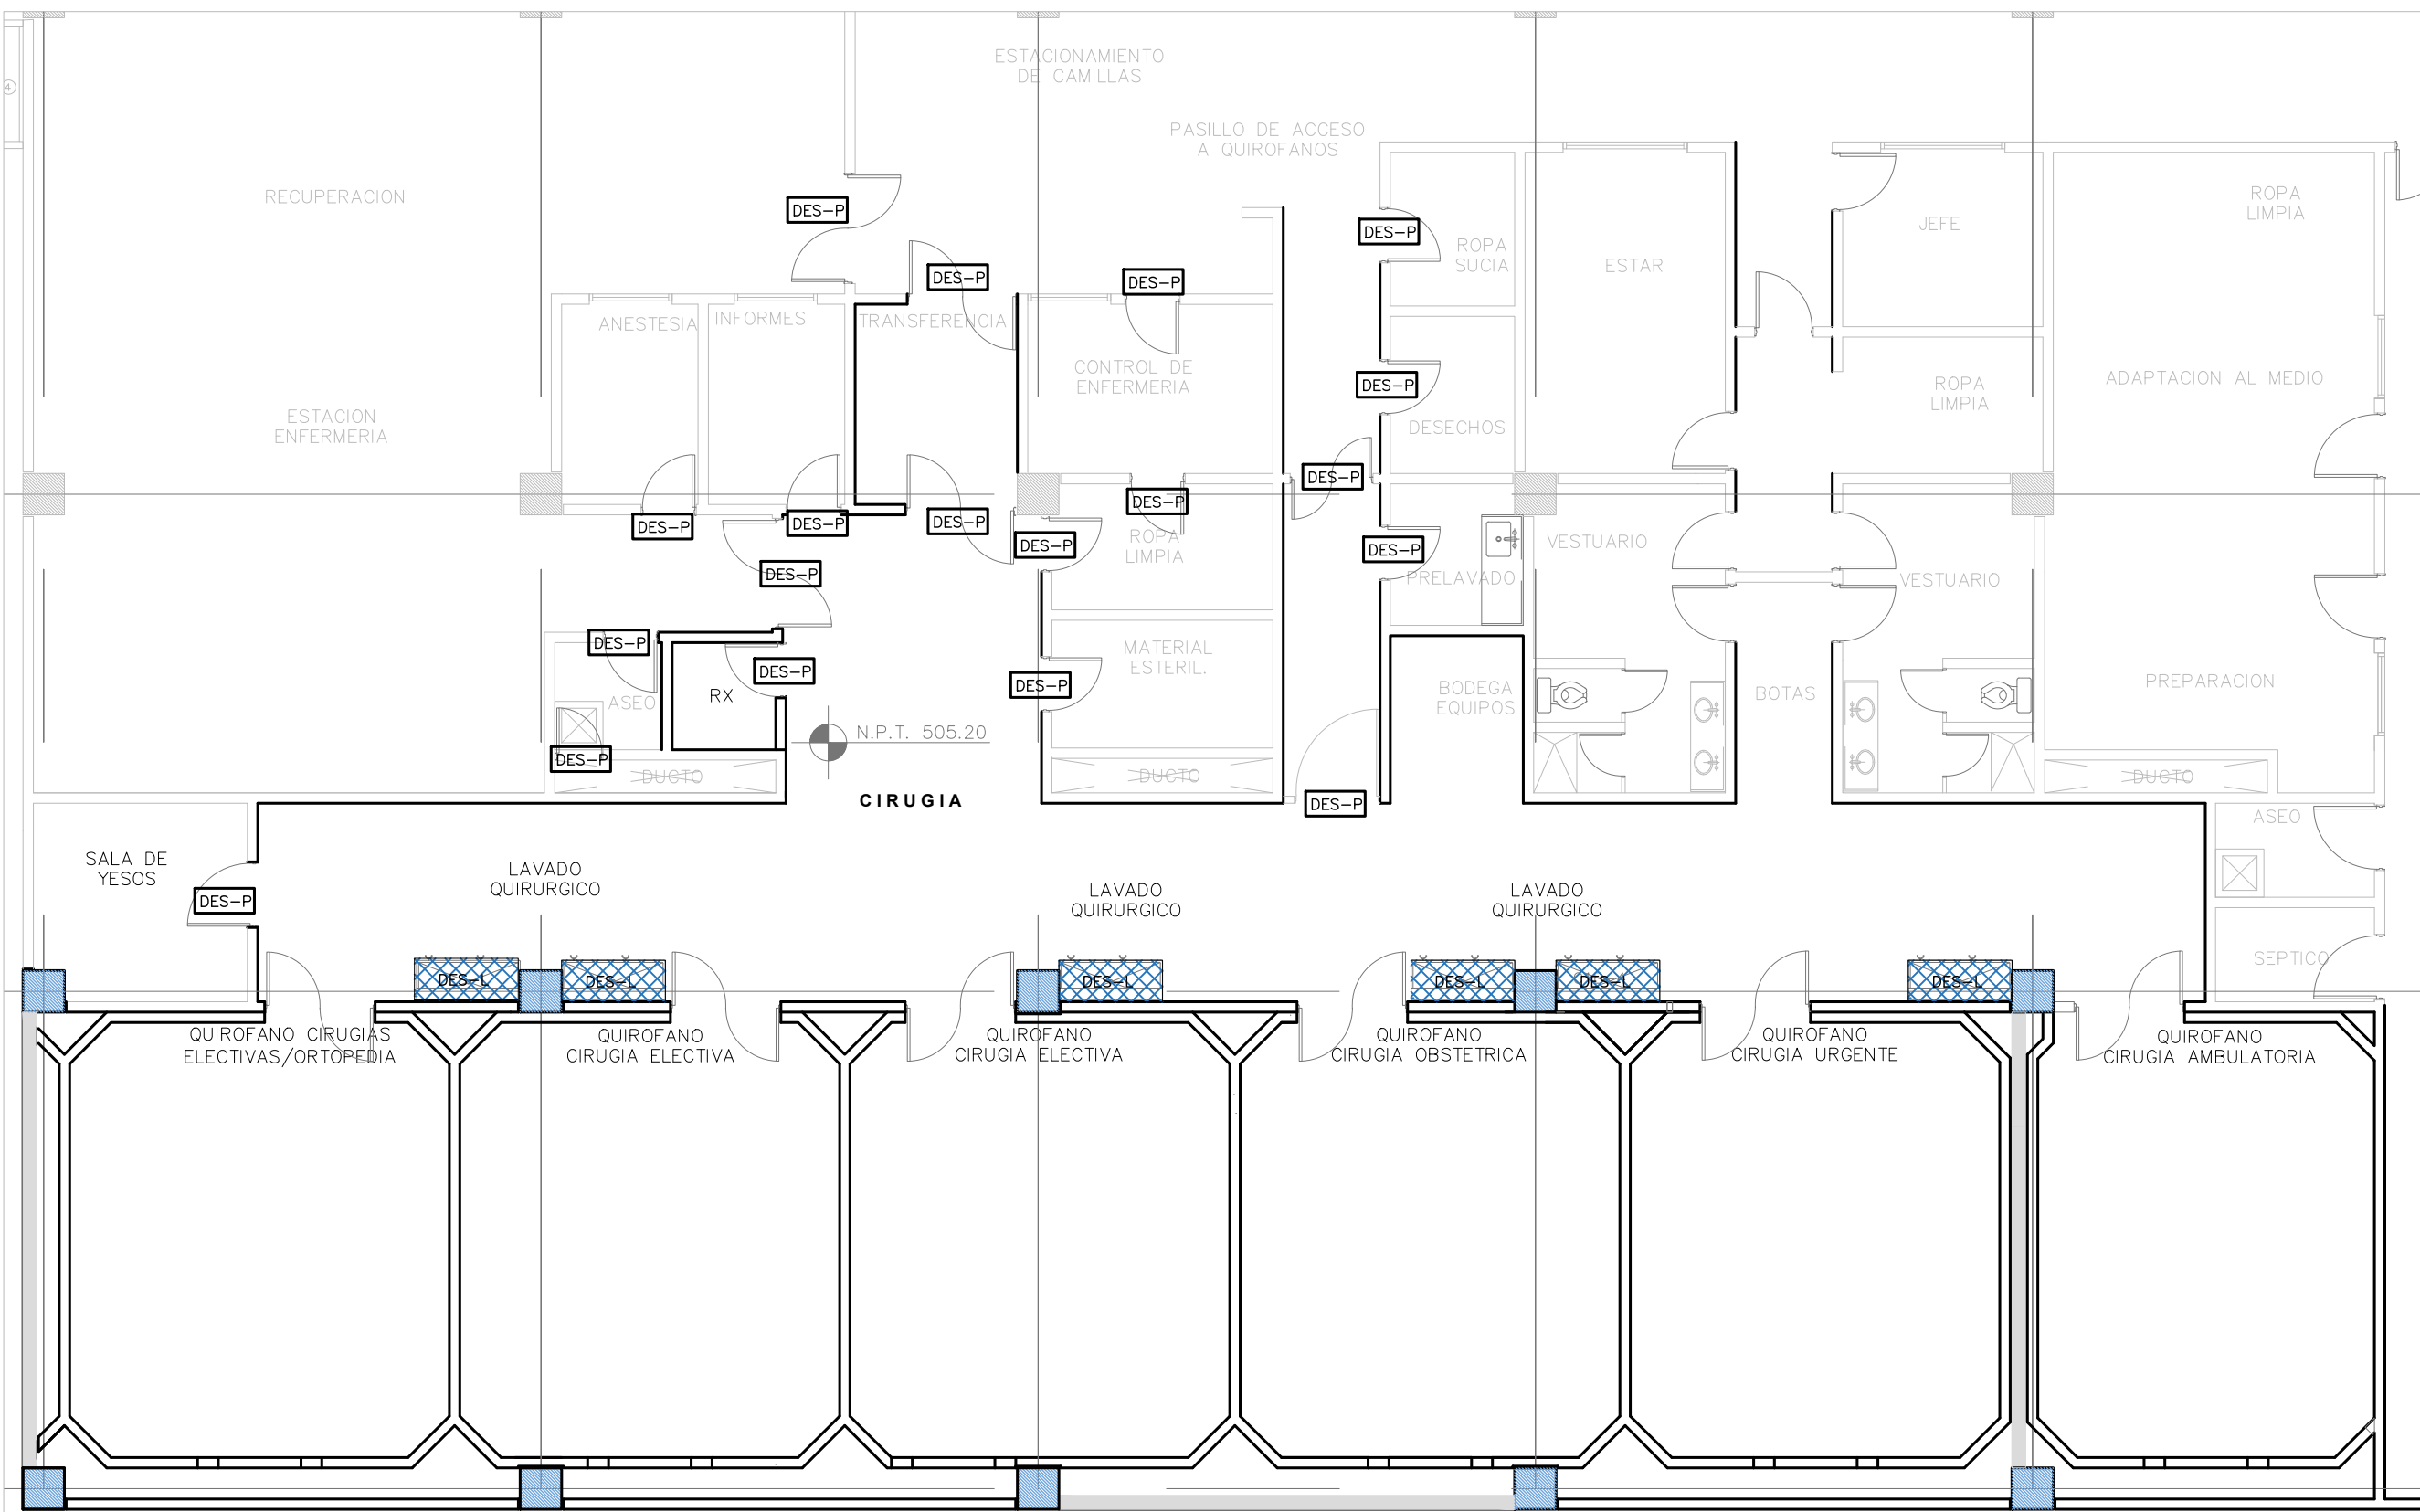 ESTACIONAMIENTO
DE CAMILLAS
4
PASILLO DE ACCESO
A QUIROFANOS
RECUPERACION
DES-P
DES-P
ROPA
LIMPIA
JEFE
DES-P
ROPA
SUCIA
ESTAR
DES-P
DES-P
ANESTESIA
INFORMES
TRANSFERENCIA
CONTROL DE
ENFERMERIA
DES-P
ROPA
LIMPIA
ADAPTACION AL MEDIO
ESTACION
ENFERMERIA
DESECHOS
DES-P
DES-P
DES-P
DES-P
DES-P
DES-P
ROPA
LIMPIA
DES-P
VESTUARIO
DES-P
PRELAVADO
VESTUARIO
DES-P
DES-P
MATERIAL
ESTERIL.
DES-P
DES-P
ASEO
RX
BODEGA
EQUIPOS
BOTAS
PREPARACION
N.P.T. 505.20
DES-P
DUCTO
DUCTO
DUCTO
CIRUGIA
DES-P
ASEO
SALA DE
YESOS
LAVADO
QUIRURGICO
LAVADO
QUIRURGICO
LAVADO
QUIRURGICO
DES-P
SEPTICO
DES-L
DES-L
DES-L
DES-L
DES-L
DES-L
QUIROFANO CIRUGIAS
ELECTIVAS/ORTOPEDIA
QUIROFANO
CIRUGIA ELECTIVA
QUIROFANO
CIRUGIA ELECTIVA
QUIROFANO
CIRUGIA OBSTETRICA
QUIROFANO
CIRUGIA URGENTE
QUIROFANO
CIRUGIA AMBULATORIA